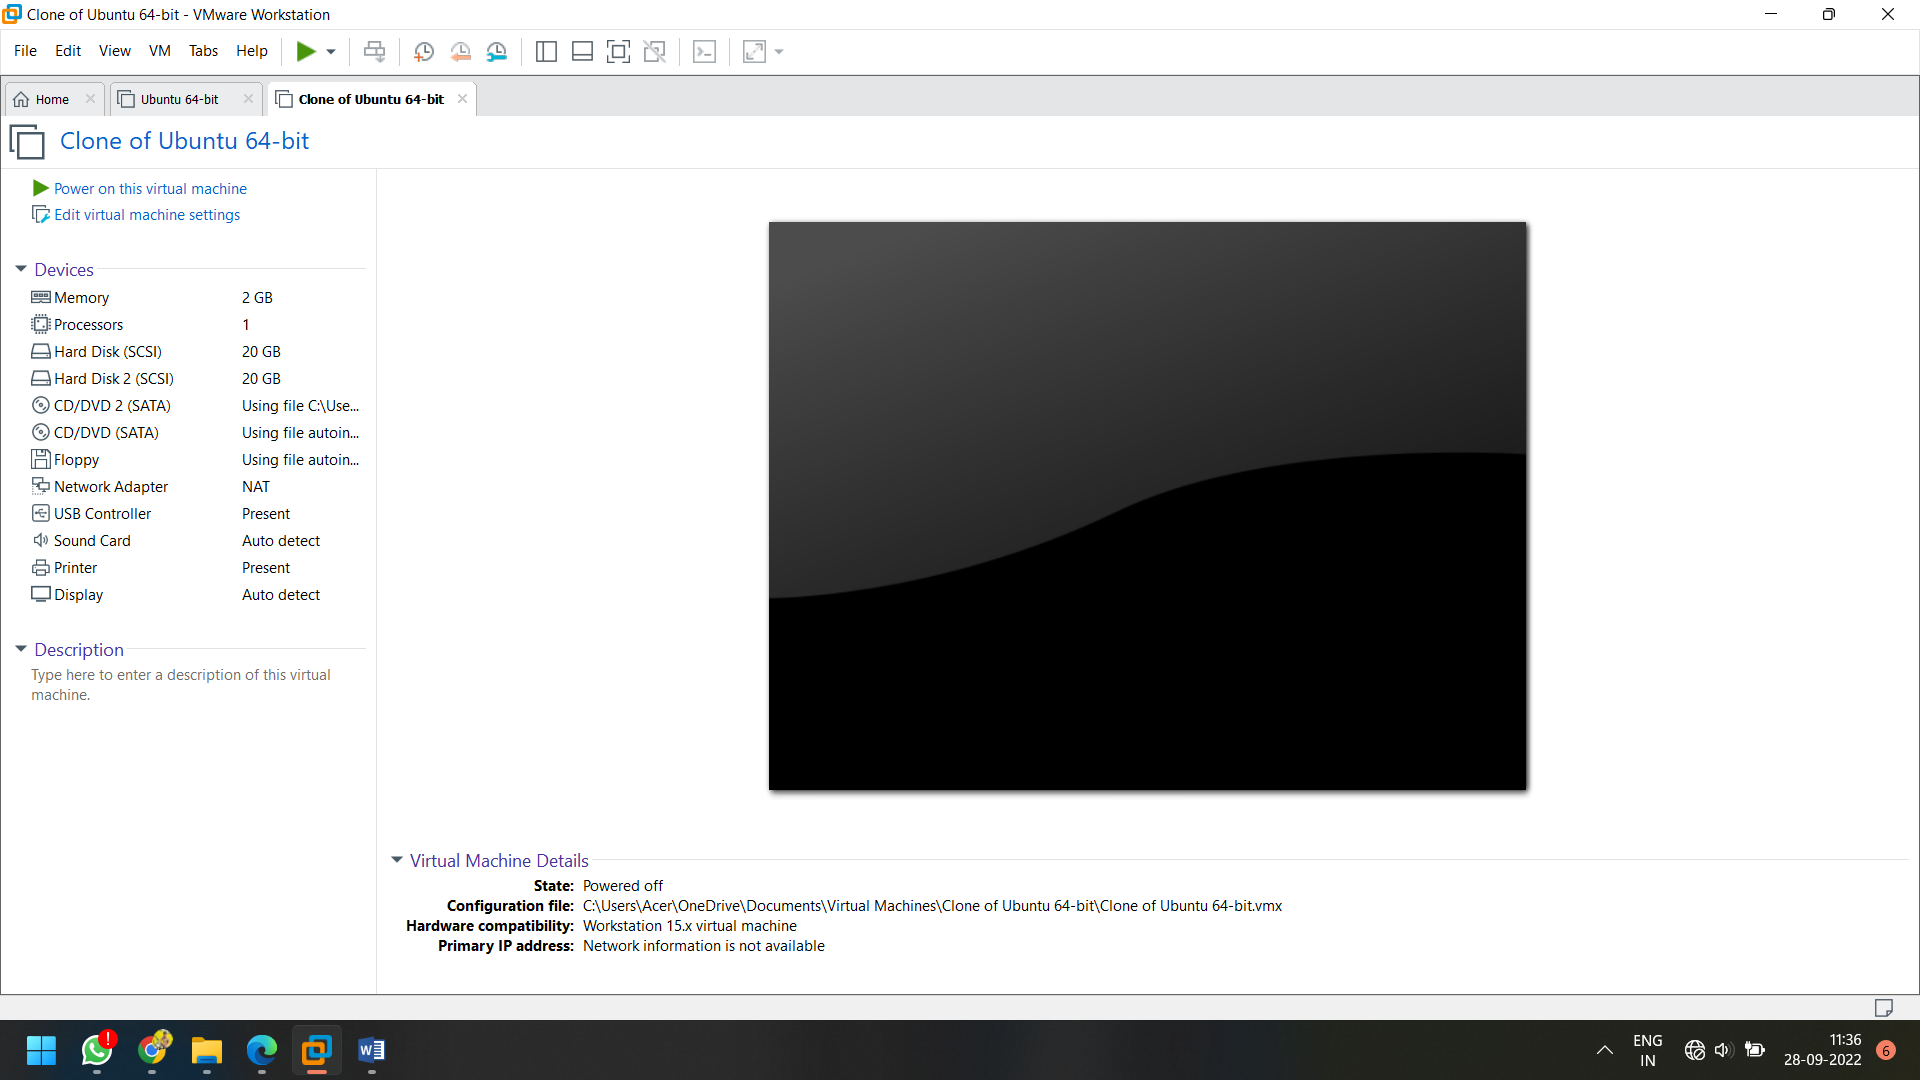 Clone of Ubuntu 64-bit - VMware Workstation
File Edit View VM Tabs Help
Home Ubuntu 64-bit Clone of Ubuntu 64-bit
Clone of Ubuntu 64-bit
Power on this virtual machine
Edit virtual machine settings
Devices
Memory 2 GB
Processors 1
Hard Disk (SCSI) 20 GB
Hard Disk 2 (SCSI) 20 GB
CD/DVD 2 (SATA) Using file C:\Use...
CD/DVD (SATA) Using file autoin...
Floppy Using file autoin...
Network Adapter NAT
USB Controller Present
Sound Card Auto detect
Printer Present
Display Auto detect
Description
Type here to enter a description of this virtual
machine.
Virtual Machine Details
State: Powered off
Configuration file: C:\Users\Acer\OneDrive\Documents\Virtual Machines\Clone of Ubuntu 64-bit\Clone of Ubuntu 64-bit.vmx
Hardware compatibility: Workstation 15.x virtual machine
Primary IP address: Network information is not available
ENG
IN
11:36
28-09-2022
6